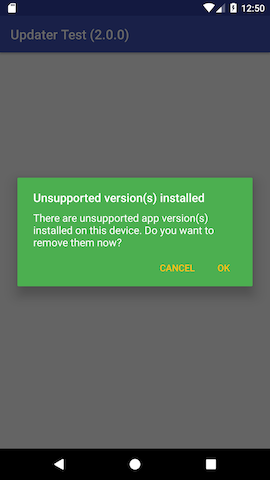 12:50
Updater Test (2.0.0)
Unsupported version(s) installed
There are unsupported app version(s)
installed on this device. Do you want to
remove them now?
CANCEL OK